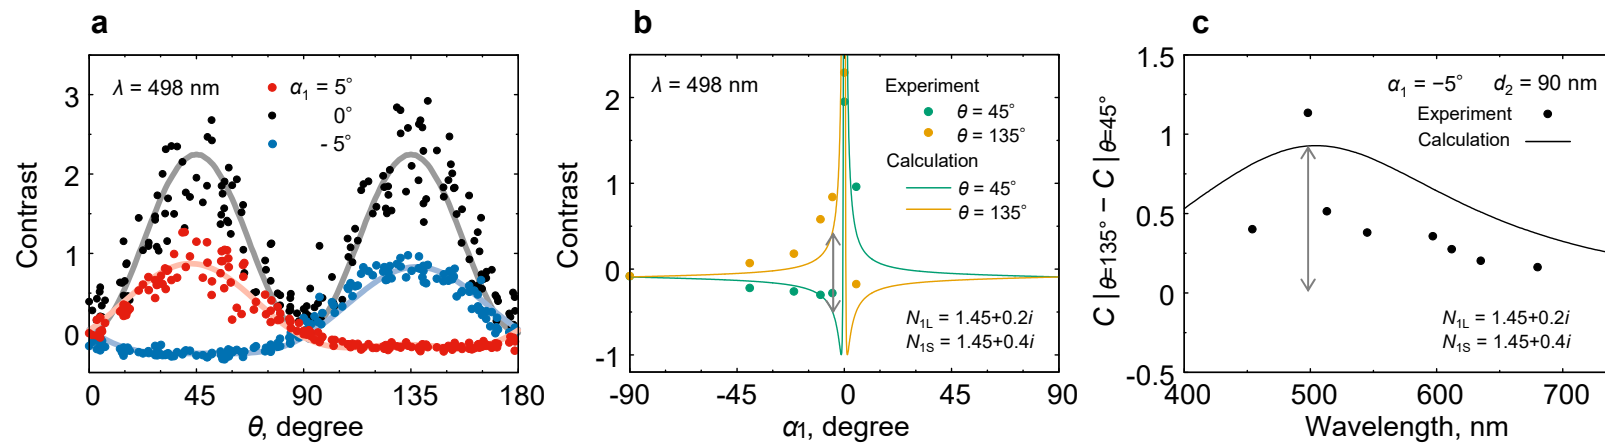 a
Contrast
3
2
1
0
λ = 498 nm
α1 = 5°
0°
- 5°
0
45
90
135
180
θ, degree
b
Contrast
2
1
0
-1
λ = 498 nm
Experiment
θ = 45°
θ = 135°
Calculation
θ = 45°
θ = 135°
N1L = 1.45+0.2i
N1S = 1.45+0.4i
-90
-45
0
45
90
α1, degree
c
C |θ=135° − C |θ=45°
1.5
1
0.5
0
-0.5
α1 = −5° d2 = 90 nm
Experiment
Calculation
N1L = 1.45+0.2i
N1S = 1.45+0.4i
400
500
600
700
Wavelength, nm